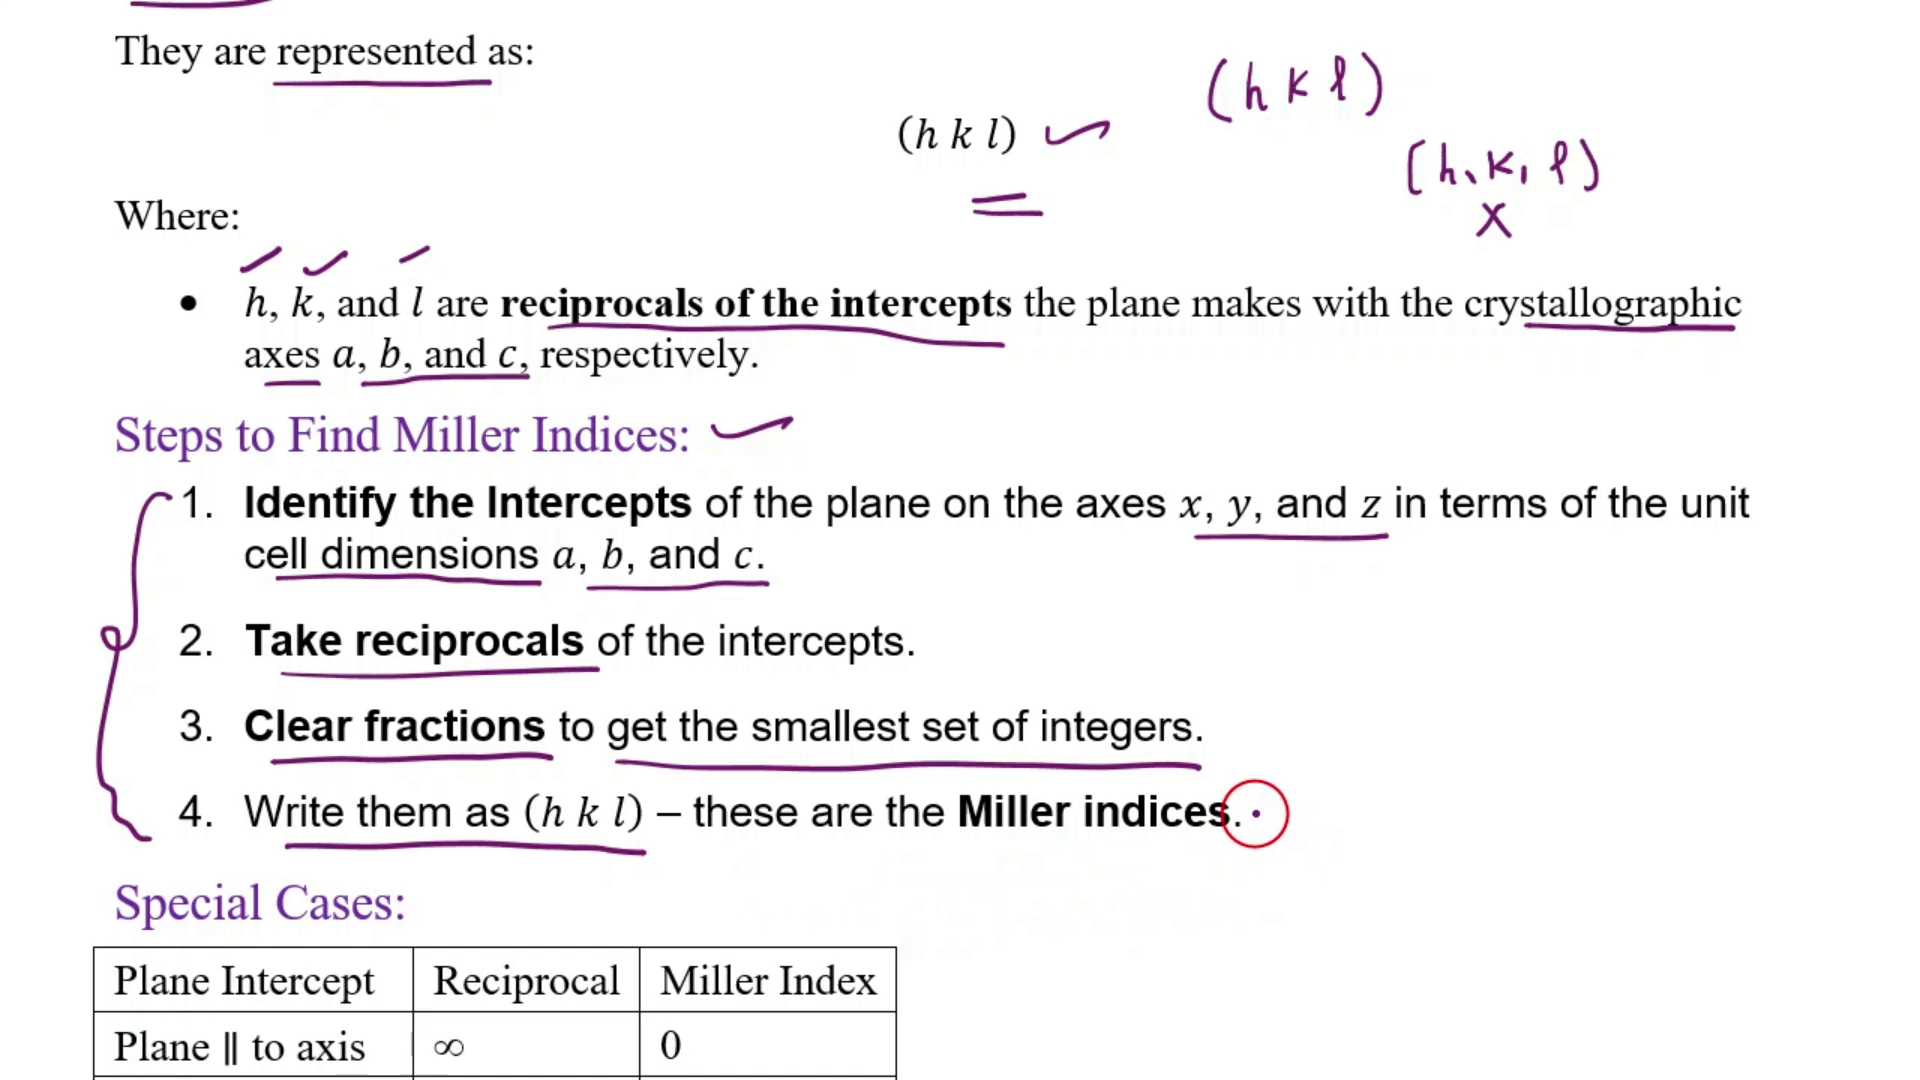 They are represented as:
(h k l)
(h k l)
(h, k, l)
X
Where:
• h, k, and l are reciprocals of the intercepts the plane makes with the crystallographic
axes a, b, and c, respectively.
Steps to Find Miller Indices:
1. Identify the Intercepts of the plane on the axes x, y, and z in terms of the unit
cell dimensions a, b, and c.
2. Take reciprocals of the intercepts.
3. Clear fractions to get the smallest set of integers.
4. Write them as (h k l) – these are the Miller indices.
Special Cases:
Plane Intercept Reciprocal Miller Index
Plane ∥ to axis ∞ 0